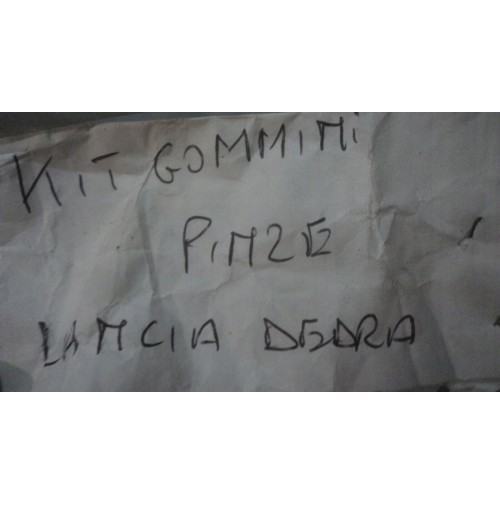 KIT GOMMINI
PINZE
LANCIA DEDRA